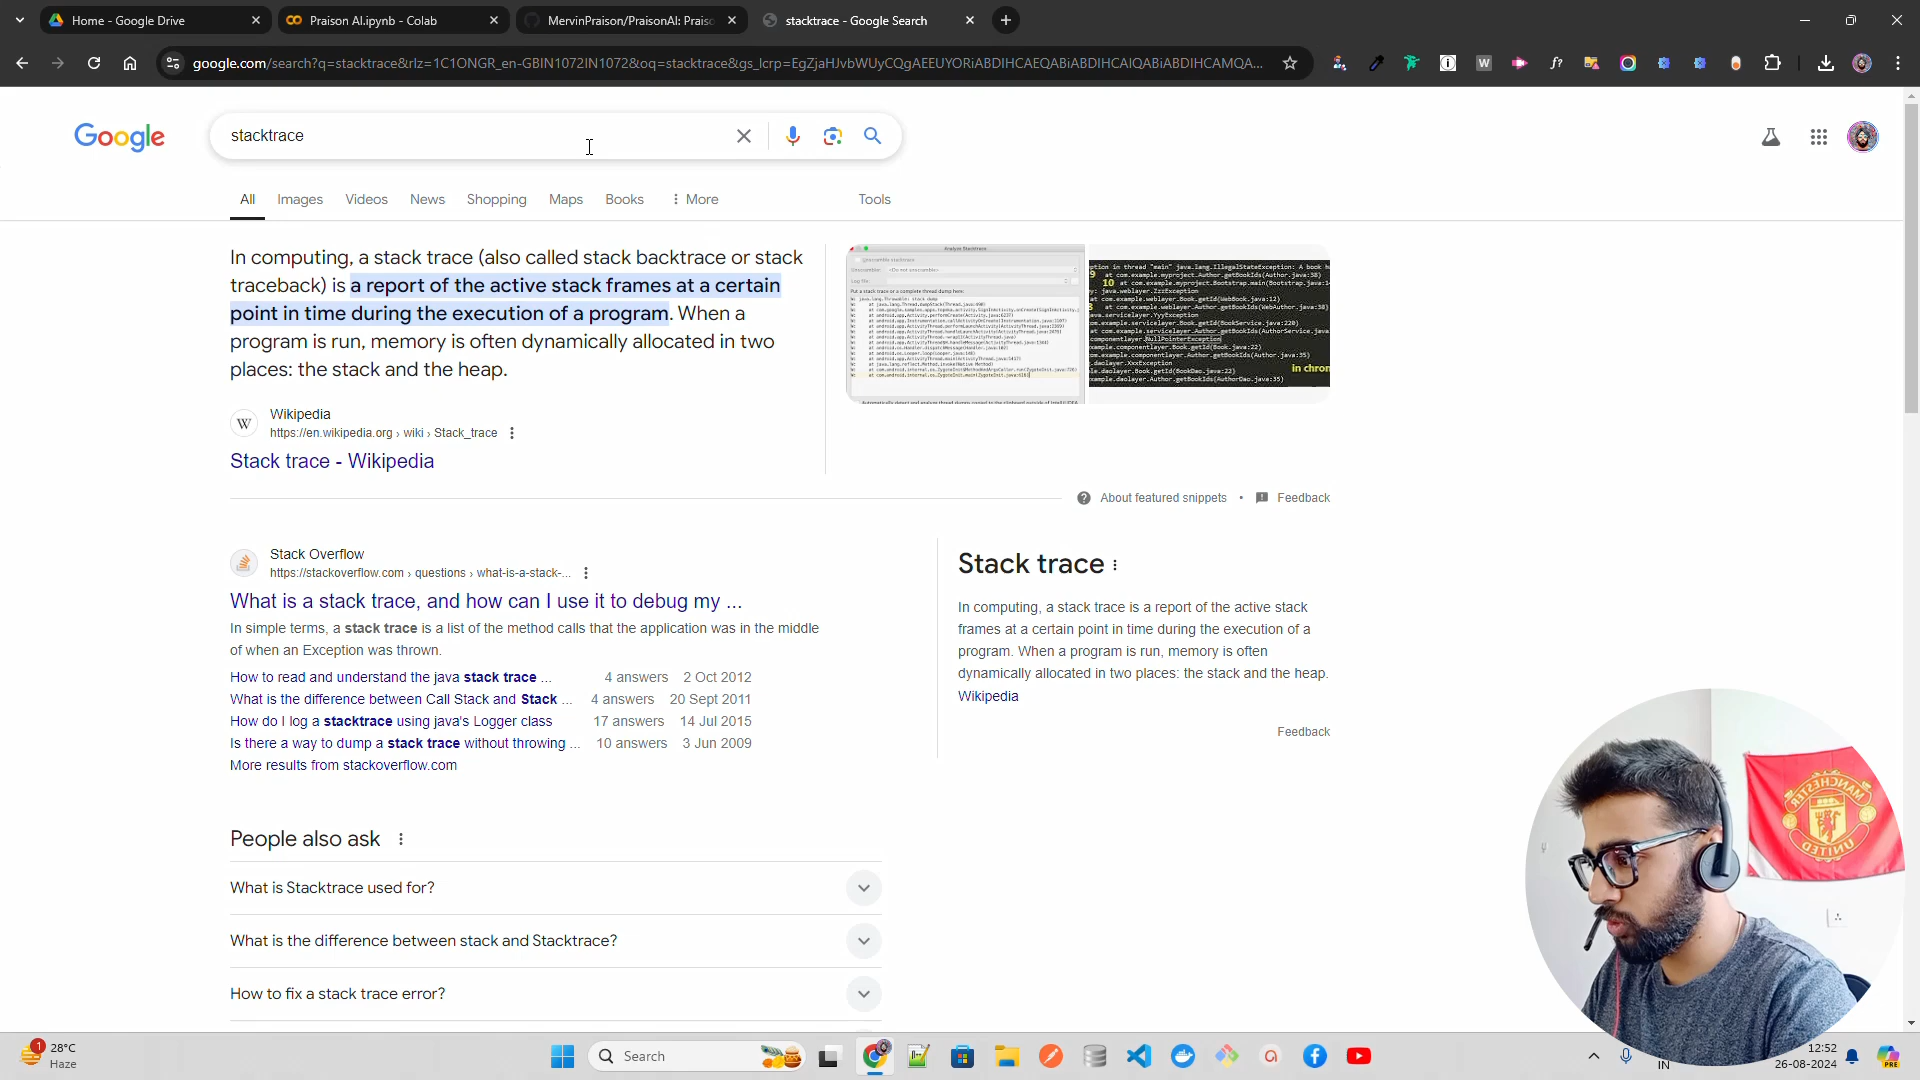 Home - Google Drive
Praison AI.ipynb - Colab
MervinPraison/PraisonAI: Praiso
stacktrace - Google Search
google.com/search?q=stacktrace&rlz=1C1ONGR_en-GBIN1072IN1072&oq=stacktrace&gs_lcrp=EgZjaHJvbWUyCQgAEEUYORiABDIHCAEQABiABDIHCAIQABiABDIHCAMQA...
Google
stacktrace
All
Images
Videos
News
Shopping
Maps
Books
More
Tools
In computing, a stack trace (also called stack backtrace or stack
traceback) is a report of the active stack frames at a certain
point in time during the execution of a program. When a
program is run, memory is often dynamically allocated in two
places: the stack and the heap.
Wikipedia
https://en.wikipedia.org › wiki › Stack_trace
Stack trace - Wikipedia
About featured snippets
•
Feedback
Stack Overflow
https://stackoverflow.com › questions › what-is-a-stack-...
What is a stack trace, and how can I use it to debug my ...
In simple terms, a stack trace is a list of the method calls that the application was in the middle
of when an Exception was thrown.
How to read and understand the java stack trace ... 4 answers 2 Oct 2012
What is the difference between Call Stack and Stack ... 4 answers 20 Sept 2011
How do I log a stacktrace using java's Logger class 17 answers 14 Jul 2015
Is there a way to dump a stack trace without throwing ... 10 answers 3 Jun 2009
More results from stackoverflow.com
Stack trace
In computing, a stack trace is a report of the active stack
frames at a certain point in time during the execution of a
program. When a program is run, memory is often
dynamically allocated in two places: the stack and the heap.
Wikipedia
Feedback
People also ask
What is Stacktrace used for?
What is the difference between stack and Stacktrace?
How to fix a stack trace error?
MANCHESTER
UNITED
1
28°C
Haze
Search
IN
12:52
26-08-2024
PRE